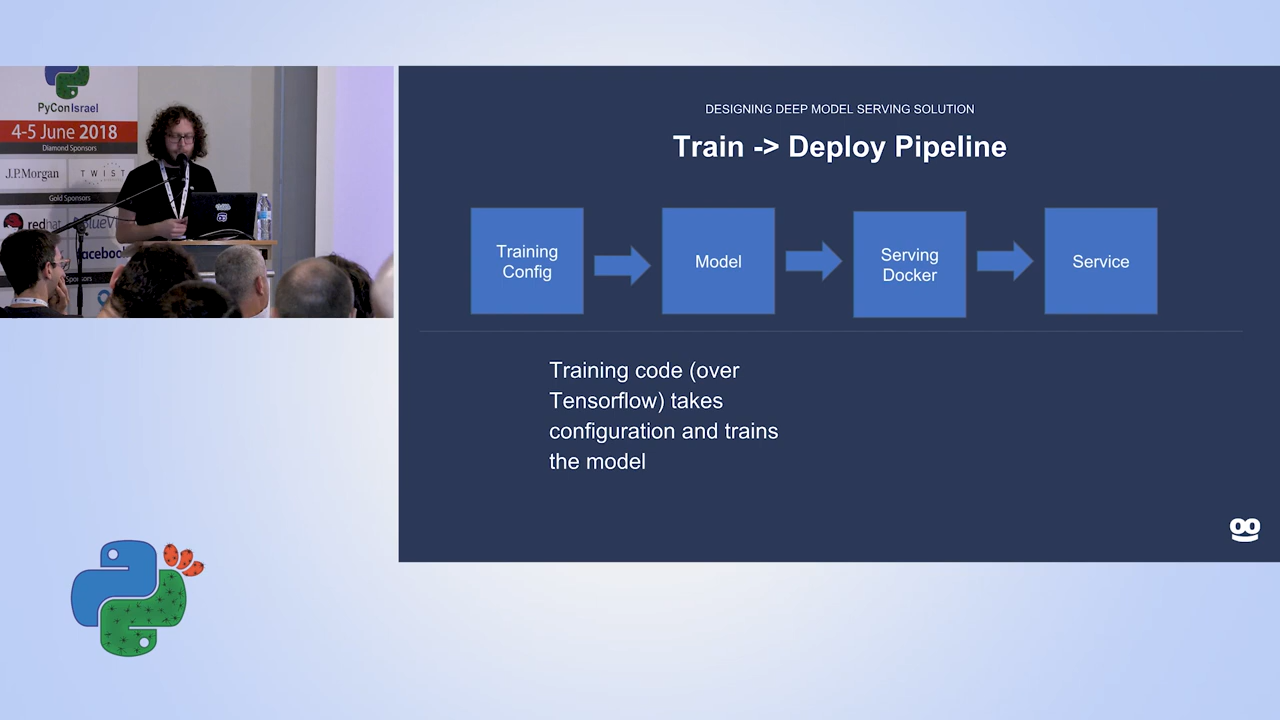 PyConIsrael
4-5 June 2018
Diamond Sponsors
J.P.Morgan
TWIST
Gold Sponsors
redhat
DESIGNING DEEP MODEL SERVING SOLUTION
Train -> Deploy Pipeline
Training
Config
Model
Serving
Docker
Service
Training code (over
Tensorflow) takes
configuration and trains
the model